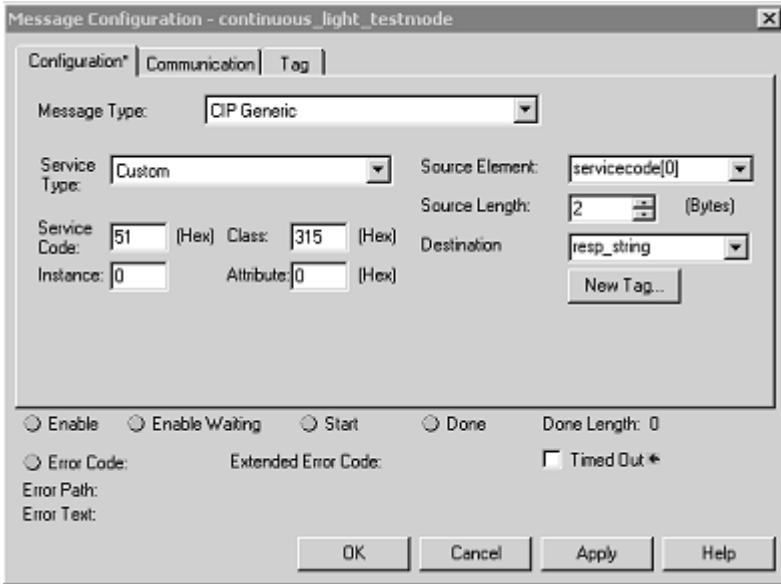 Message Configuration - continuous_light_testmode
Configuration* Communication Tag
Message Type: CIP Generic
Service Type: Custom
Source Element: servicecode[0]
Source Length: 2 (Bytes)
Service Code: 51 (Hex) Class: 315 (Hex)
Destination resp_string
Instance: 0 Attribute: 0 (Hex)
New Tag...
Enable Enable Waiting Start Done Done Length: 0
Error Code: Extended Error Code: Timed Out
Error Path:
Error Text:
OK Cancel Apply Help